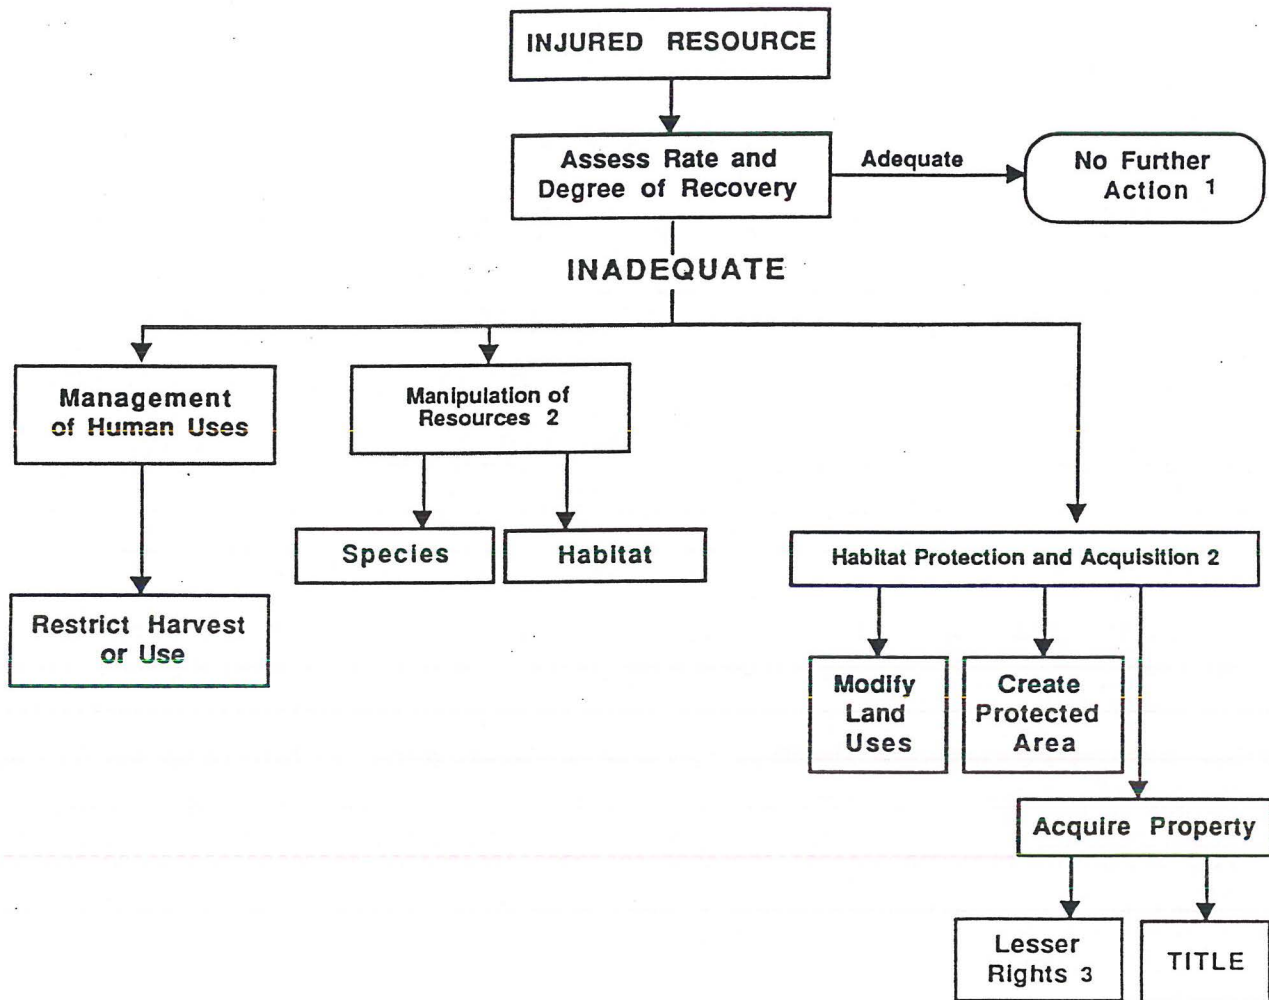 INJURED RESOURCE
Assess Rate and
Degree of Recovery
Adequate
No Further
Action 1
INADEQUATE
Management
of Human Uses
Manipulation of
Resources 2
Species
Habitat
Habitat Protection and Acquisition 2
Restrict Harvest
or Use
Modify
Land
Uses
Create
Protected
Area
Acquire Property
Lesser
Rights 3
TITLE